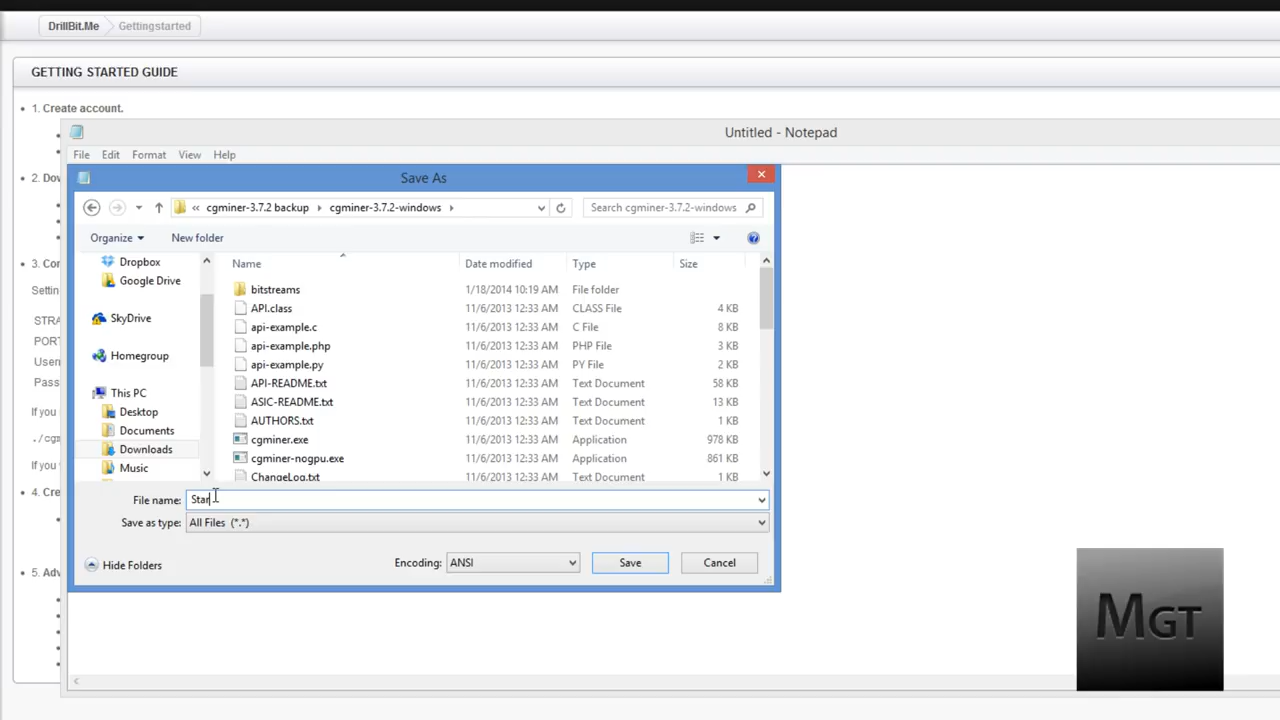 DrillBit.Me Gettingstarted
GETTING STARTED GUIDE
1. Create account.
Untitled - Notepad
File Edit Format View Help
2. Dow
Save As
« cgminer-3.7.2 backup cgminer-3.7.2-windows Search cgminer-3.7.2-windows
Organize New folder
3. Con
Settin
STRA
POR
User
Pass
If you
./cgm
If you
4. Cre
5. Adv
Dropbox
Google Drive
SkyDrive
Homegroup
This PC
Desktop
Documents
Downloads
Music
Name Date modified Type Size
bitstreams 1/18/2014 10:19 AM File folder
API.class 11/6/2013 12:33 AM CLASS File 4 KB
api-example.c 11/6/2013 12:33 AM C File 8 KB
api-example.php 11/6/2013 12:33 AM PHP File 3 KB
api-example.py 11/6/2013 12:33 AM PY File 2 KB
API-README.txt 11/6/2013 12:33 AM Text Document 58 KB
ASIC-README.txt 11/6/2013 12:33 AM Text Document 13 KB
AUTHORS.txt 11/6/2013 12:33 AM Text Document 1 KB
cgminer.exe 11/6/2013 12:33 AM Application 978 KB
cgminer-nogpu.exe 11/6/2013 12:33 AM Application 861 KB
ChangeLog.txt 11/6/2013 12:33 AM Text Document 1 KB
File name: Star
Save as type: All Files (*.*)
Hide Folders Encoding: ANSI Save Cancel
MGT